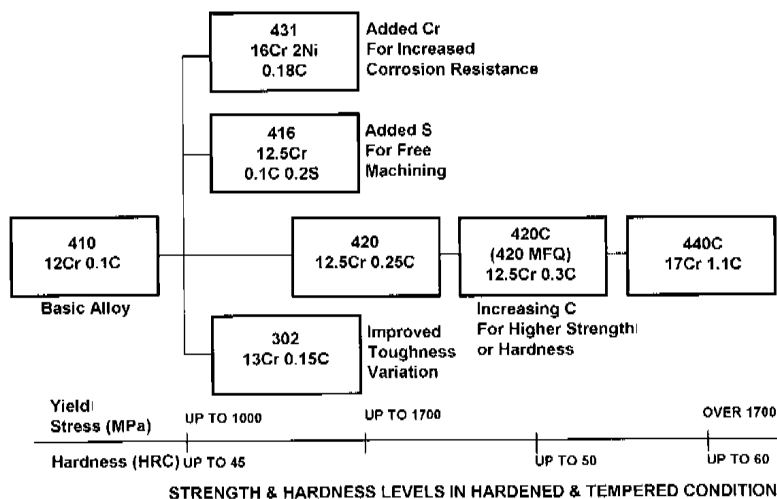 431
16Cr 2Ni
0.18C
Added Cr
For Increased
Corrosion Resistance
416
12.5Cr
0.1C 0.2S
Added S
For Free
Machining
410
12Cr 0.1C
Basic Alloy
420
12.5Cr 0.25C
420C
(420 MFQ)
12.5Cr 0.3C
Increasing C
For Higher Strength
or Hardness
440C
17Cr 1.1C
302
13Cr 0.15C
Improved
Toughness
Variation
Yield
Stress (MPa)
UP TO 1000
UP TO 1700
OVER 1700
Hardness (HRC)
UP TO 45
UP TO 50
UP TO 60
STRENGTH & HARDNESS LEVELS IN HARDENED & TEMPERED CONDITION